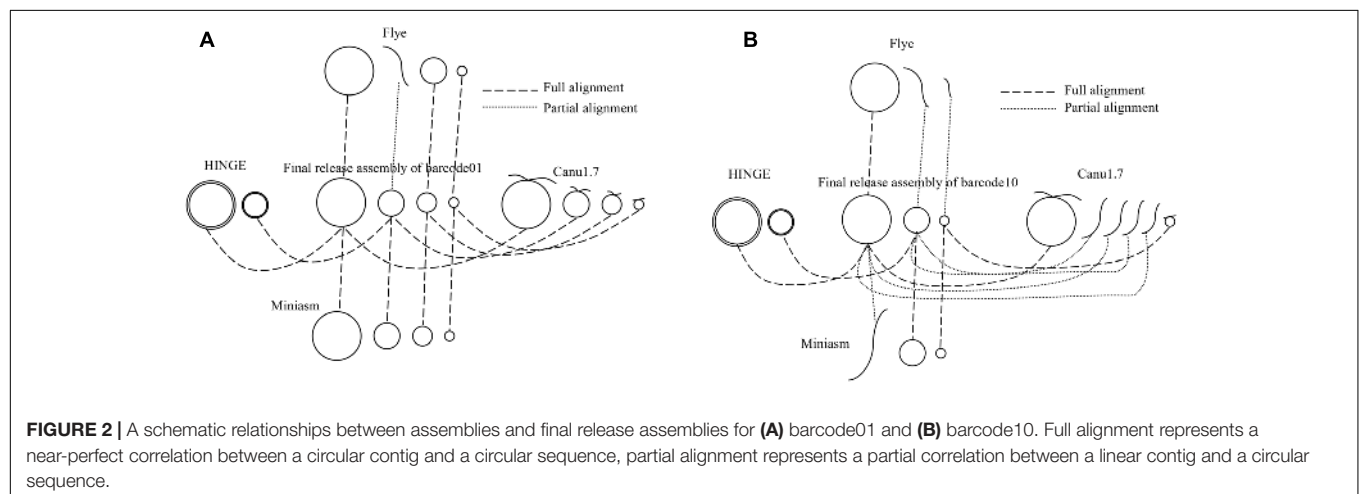 A
Flye
Full alignment
Partial alignment
HINGE
Final release assembly of barcode01
Canu1.7
Miniasm
B
Flye
Full alignment
Partial alignment
HINGE
Final release assembly of barcode10
Canu1.7
Miniasm
FIGURE 2 | A schematic relationships between assemblies and final release assemblies for (A) barcode01 and (B) barcode10. Full alignment represents a
near-perfect correlation between a circular contig and a circular sequence, partial alignment represents a partial correlation between a linear contig and a circular
sequence.